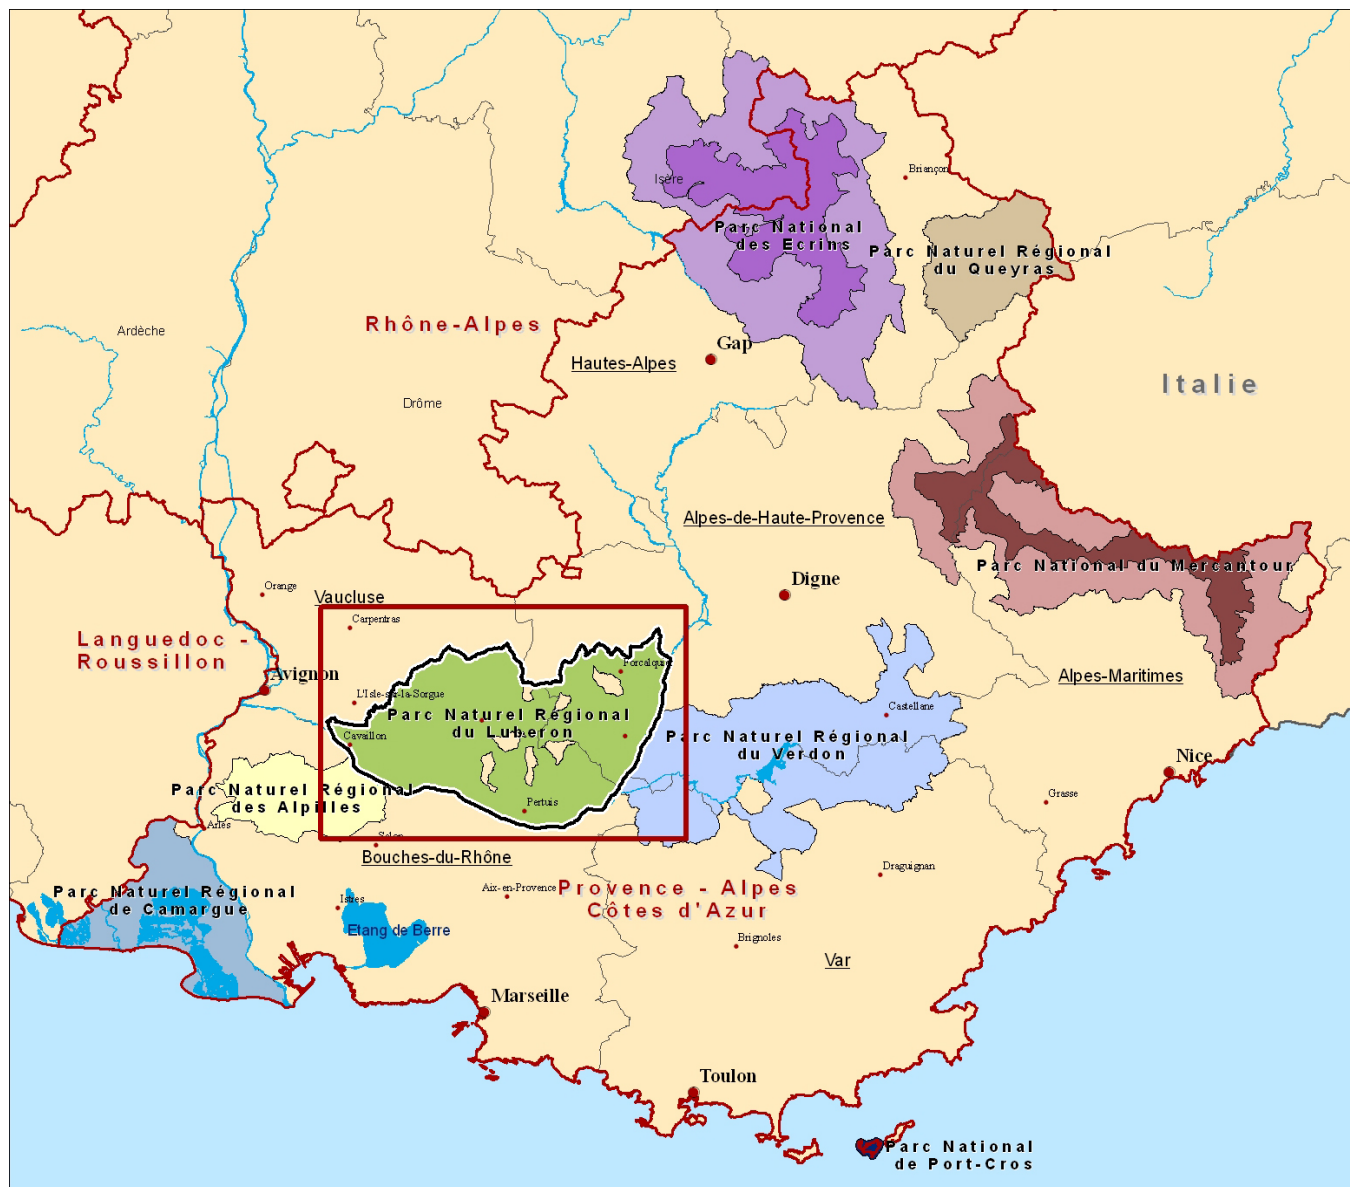 Briançon
Isère
Parc National
des Ecrins
Parc Naturel Régional
du Queyras
Ardèche
Rhône-Alpes
Gap
Hautes-Alpes
Italie
Drôme
Alpes-de-Haute-Provence
Parc National du Mercantour
Digne
Orange
Vaucluse
Carpentras
Languedoc -
Roussillon
Avignon
Forcalquier
Alpes-Maritimes
L'Isle-sur-la-Sorgue
Parc Naturel Régional
du Luberon
Castellane
Cavaillon
Parc Naturel Régional
du Verdon
Nice
Parc Naturel Régional
des Alpilles
Grasse
Pertuis
Arles
Salon
Bouches-du-Rhône
Draguignan
Parc Naturel Régional
de Camargue
Aix-en-Provence
Provence - Alpes
Côtes d'Azur
Istres
Etang de Berre
Brignoles
Var
Marseille
Toulon
Parc National
de Port-Cros